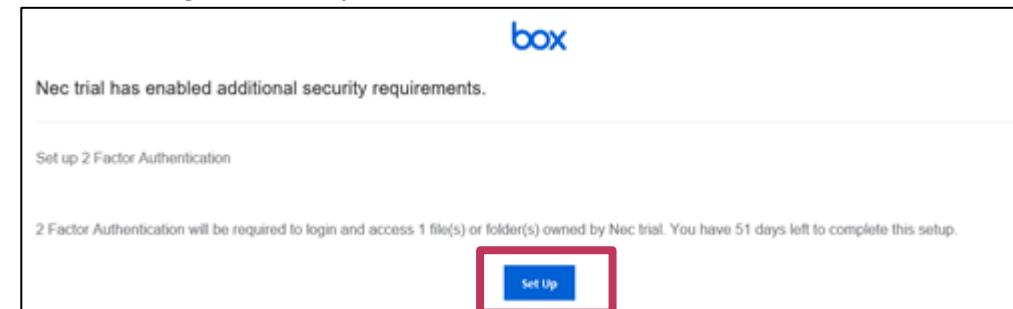 box
Nec trial has enabled additional security requirements.
Set up 2 Factor Authentication
2 Factor Authentication will be required to login and access 1 file(s) or folder(s) owned by Nec trial. You have 51 days left to complete this setup.
Set Up